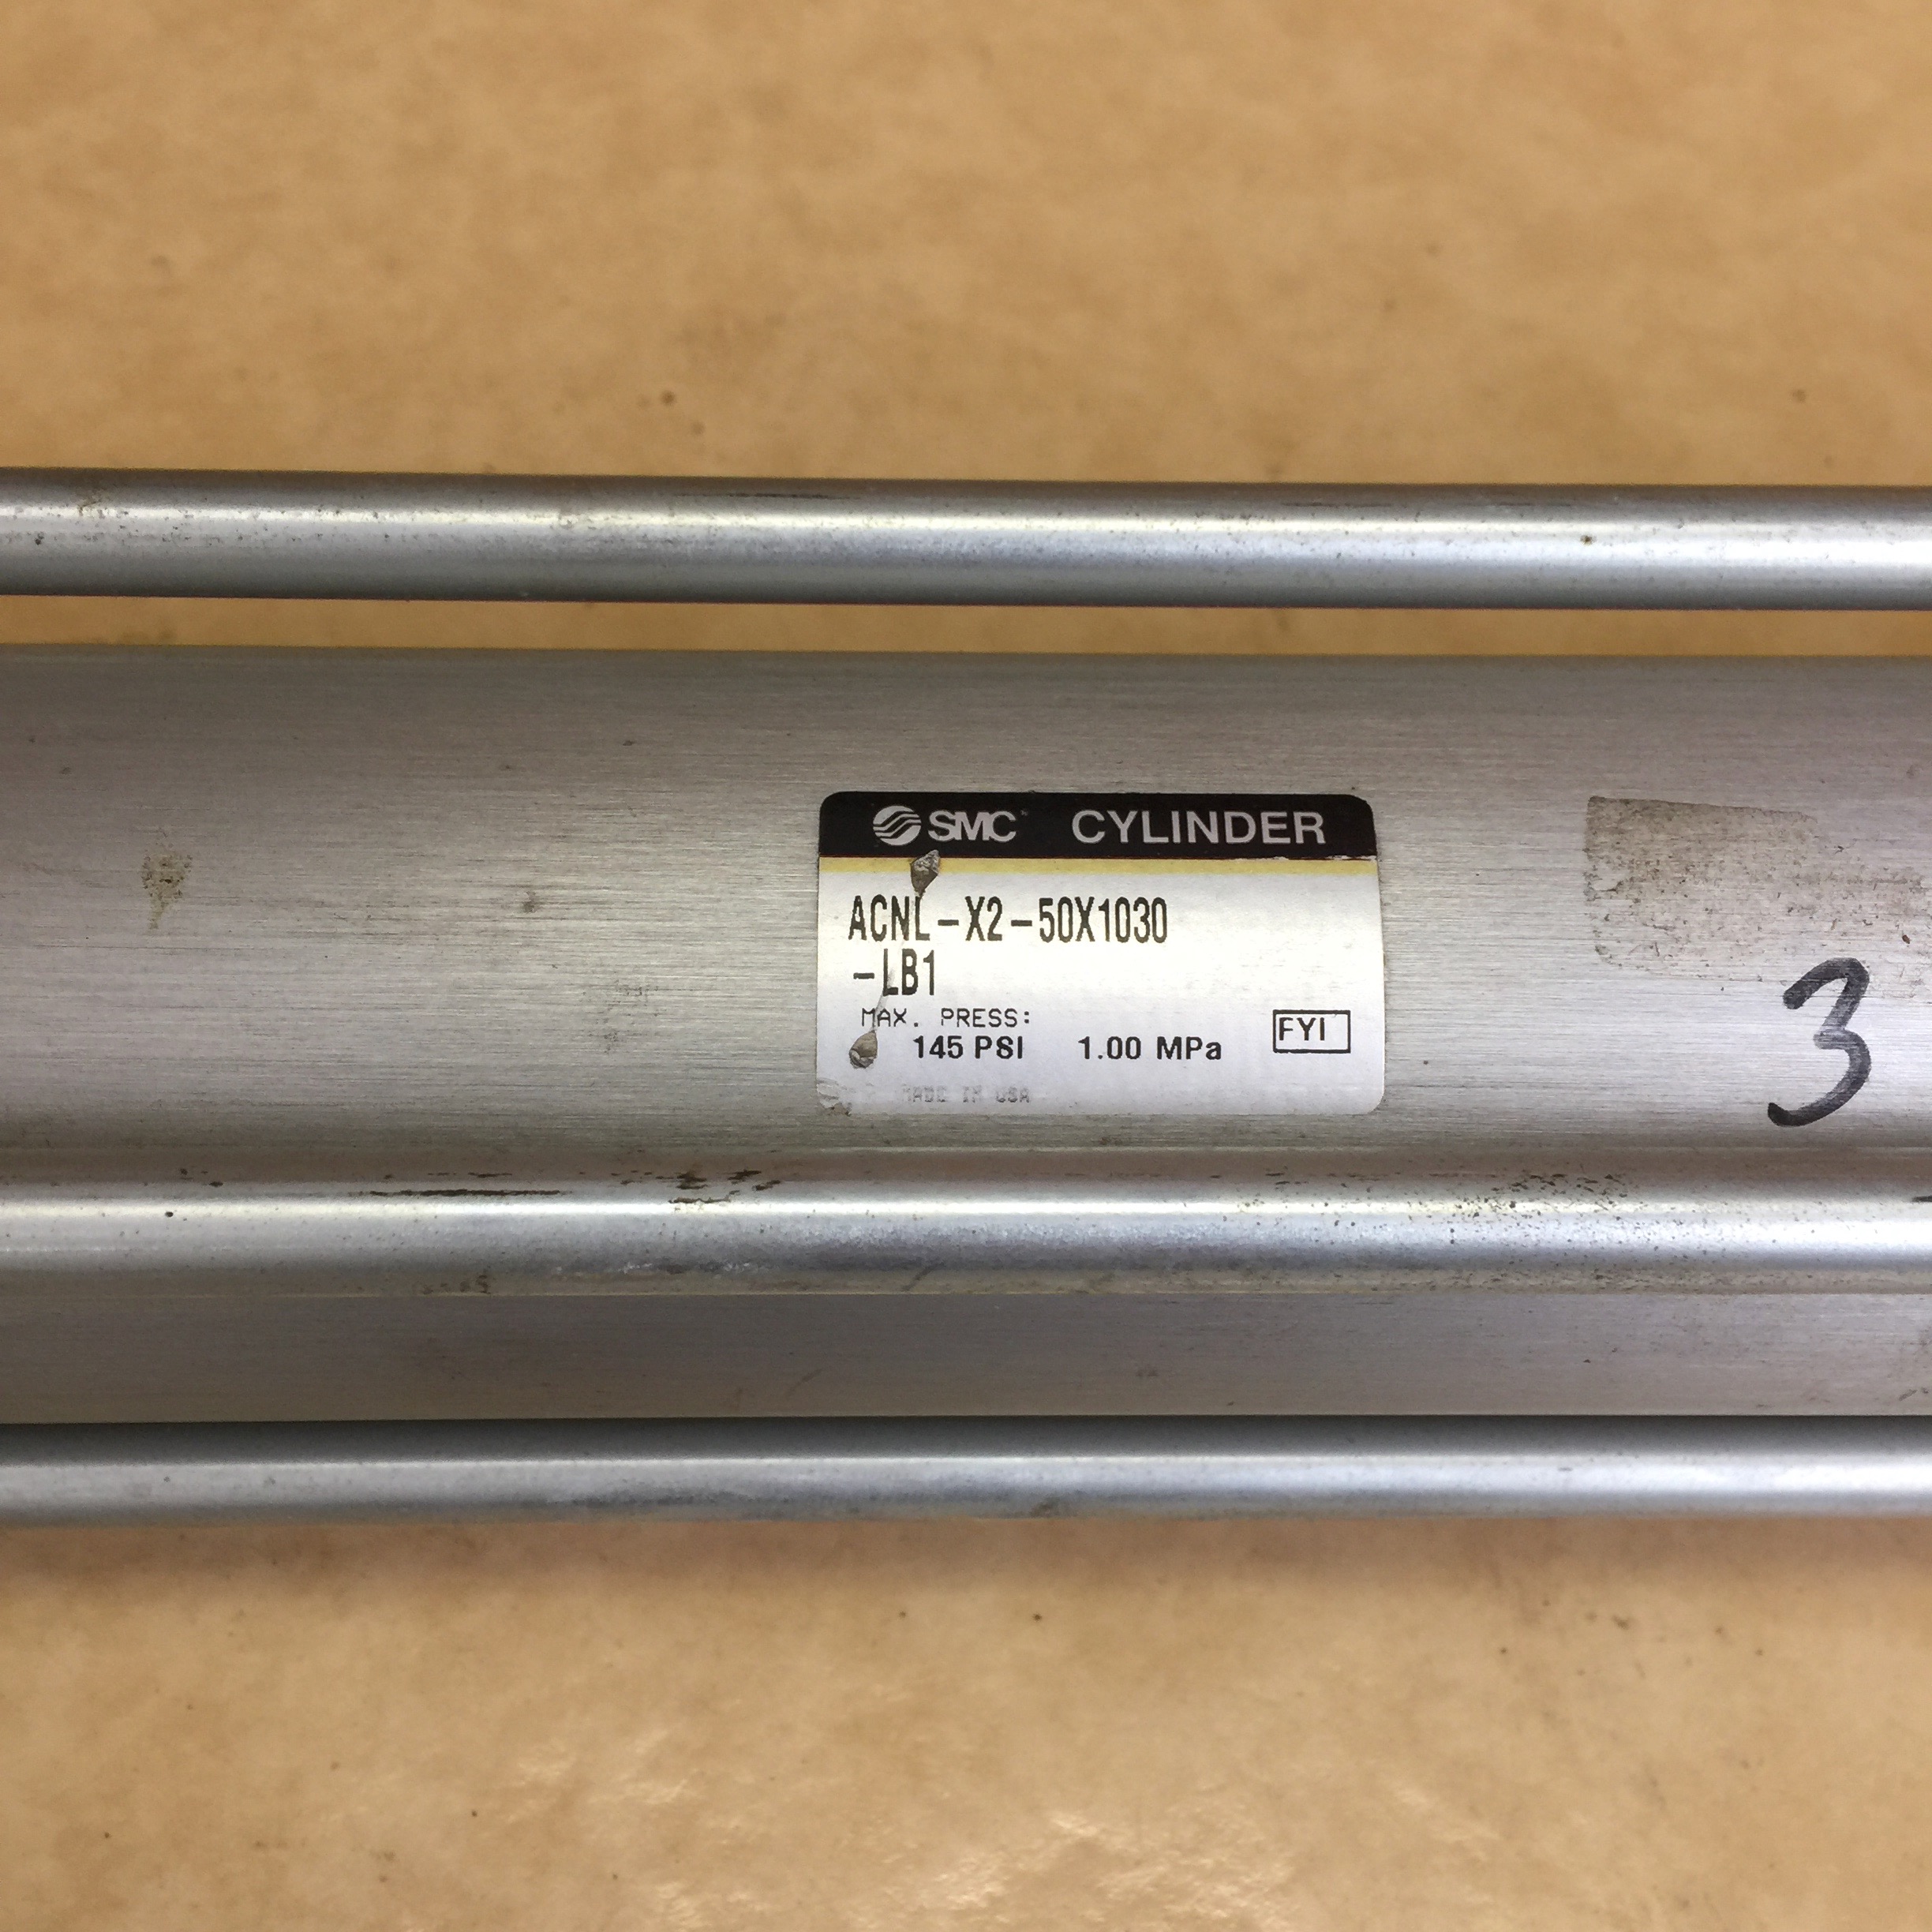 SMC CYLINDER
ACNL-X2-50X1030
-LB1
MAX. PRESS:
145 PSI 1.00 MPa FYI
MADE IN USA
3